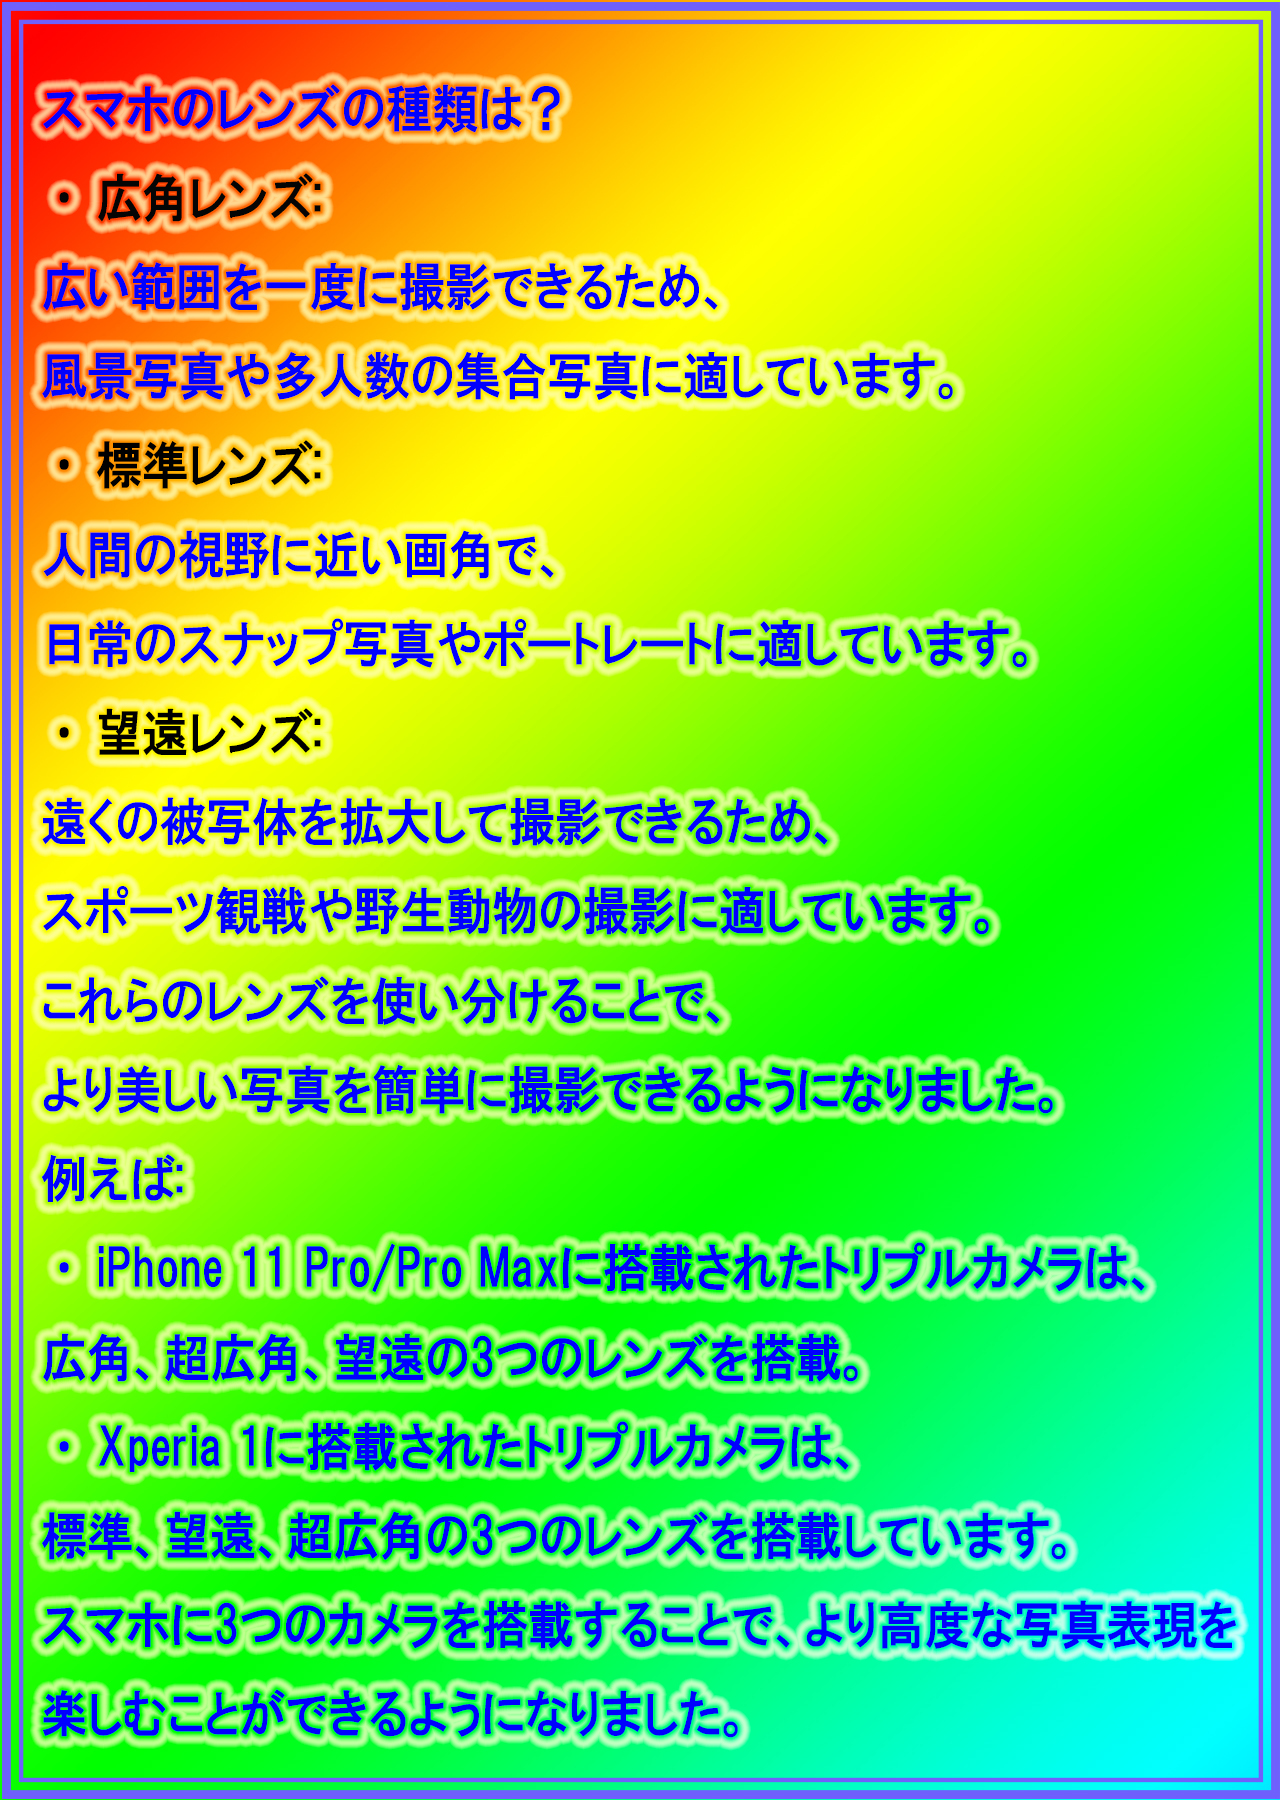 スマホのレンズの種類は？
・ 広角レンズ:
広い範囲を一度に撮影できるため、
風景写真や多人数の集合写真に適しています。
・ 標準レンズ:
人間の視野に近い画角で、
日常のスナップ写真やポートレートに適しています。
・ 望遠レンズ:
遠くの被写体を拡大して撮影できるため、
スポーツ観戦や野生動物の撮影に適しています。
これらのレンズを使い分けることで、
より美しい写真を簡単に撮影できるようになりました。
例えば:
・ iPhone 11 Pro/Pro Maxに搭載されたトリプルカメラは、
広角、超広角、望遠の3つのレンズを搭載。
・ Xperia 1に搭載されたトリプルカメラは、
標準、望遠、超広角の3つのレンズを搭載しています。
スマホに3つのカメラを搭載することで、より高度な写真表現を
楽しむことができるようになりました。